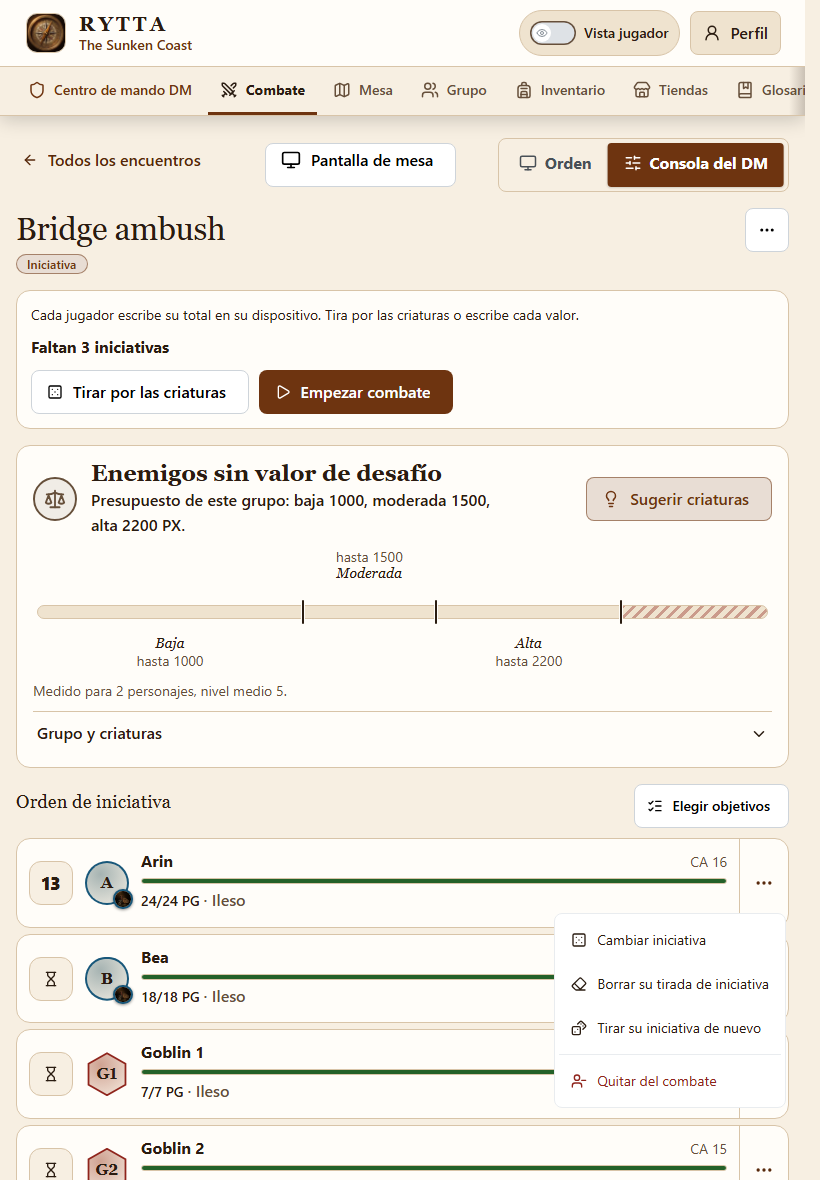 RYTTA
The Sunken Coast
Vista jugador
Perfil
Centro de mando DM
Combate
Mesa
Grupo
Inventario
Tiendas
Glosari
Todos los encuentros
Pantalla de mesa
Orden
Consola del DM
Bridge ambush
Iniciativa
Cada jugador escribe su total en su dispositivo. Tira por las criaturas o escribe cada valor.
Faltan 3 iniciativas
Tirar por las criaturas
Empezar combate
Enemigos sin valor de desafío
Presupuesto de este grupo: baja 1000, moderada 1500,
alta 2200 PX.
Sugerir criaturas
hasta 1500
Moderada
Baja
hasta 1000
Alta
hasta 2200
Medido para 2 personajes, nivel medio 5.
Grupo y criaturas
Orden de iniciativa
Elegir objetivos
13
A
Arin
CA 16
24/24 PG · Ileso
B
Bea
18/18 PG · Ileso
Cambiar iniciativa
Borrar su tirada de iniciativa
Tirar su iniciativa de nuevo
Quitar del combate
G1
Goblin 1
7/7 PG · Ileso
G2
Goblin 2
CA 15